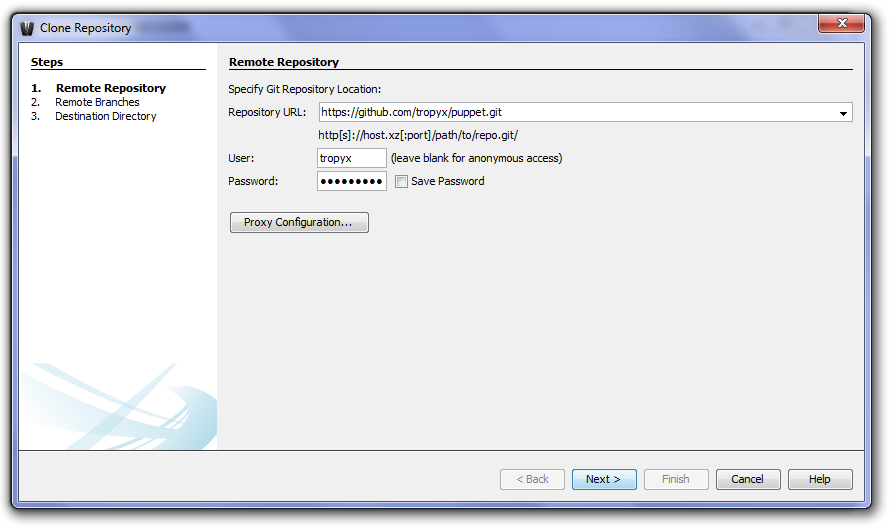 Clone Repository
Steps
1. Remote Repository
2. Remote Branches
3. Destination Directory
Remote Repository
Specify Git Repository Location:
Repository URL: https://github.com/tropyx/puppet.git
http[s]://host.xz[:port]/path/to/repo.git/
User: tropyx (leave blank for anonymous access)
Password: ●●●●●●●●● Save Password
Proxy Configuration...
< Back Next > Finish Cancel Help